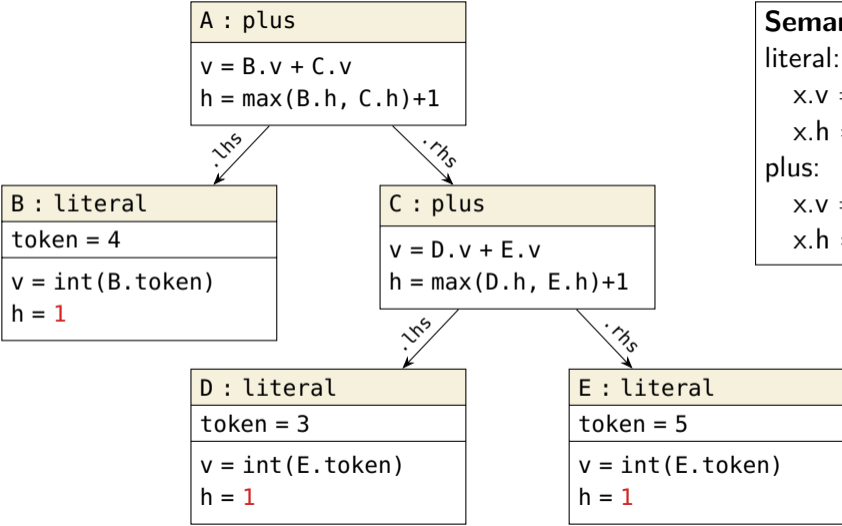 A : plus
v = B.v + C.v
h = max(B.h, C.h)+1
.lhs
.rhs
B : literal
token = 4
v = int(B.token)
h = 1
C : plus
v = D.v + E.v
h = max(D.h, E.h)+1
.lhs
.rhs
D : literal
token = 3
v = int(E.token)
h = 1
E : literal
token = 5
v = int(E.token)
h = 1
Semar
literal:
x.v =
x.h =
plus:
x.v =
x.h =